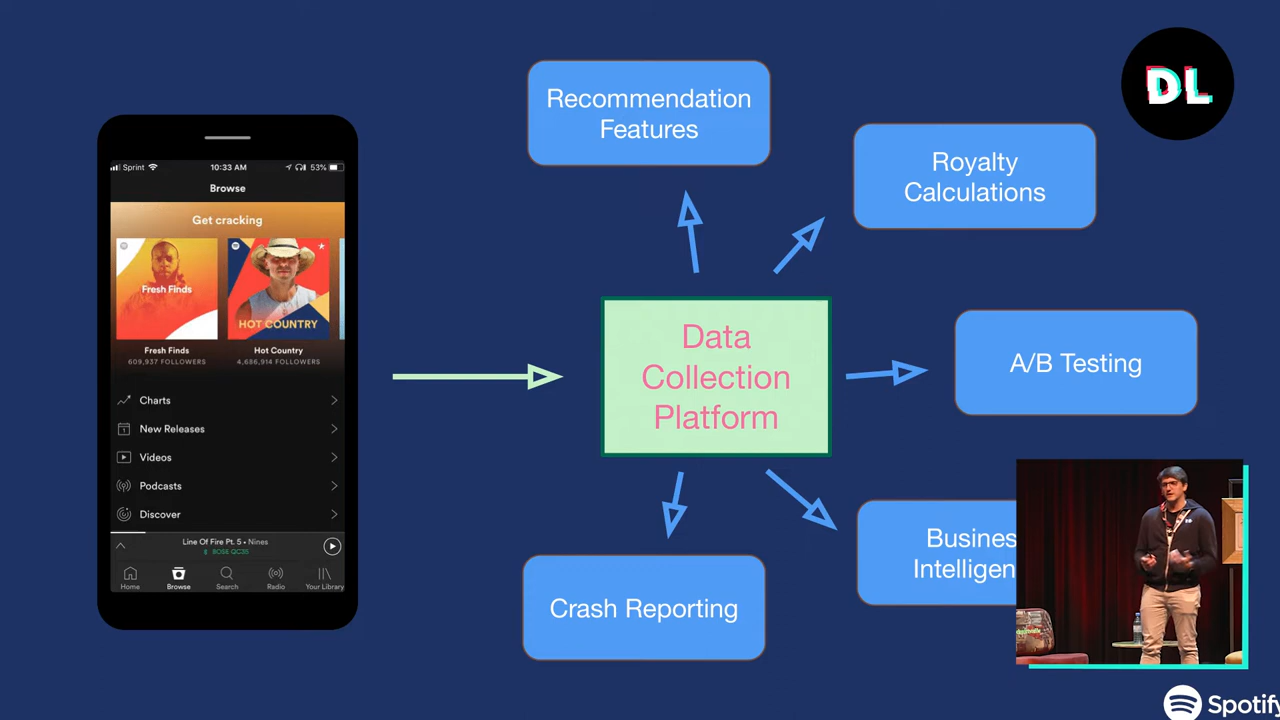 Sprint
10:33 AM
53%
Browse
Get cracking
Fresh Finds
HOT COUNTRY
Fresh Finds
609,937 FOLLOWERS
Hot Country
4,686,914 FOLLOWERS
Charts
New Releases
Videos
Podcasts
Discover
Line Of Fire Pt. 5 • Nines
BOSE QC35
Home
Browse
Search
Radio
Your Library
Recommendation
Features
Royalty
Calculations
Data
Collection
Platform
A/B Testing
Busines
Intelligen
Crash Reporting
DL
Spotify